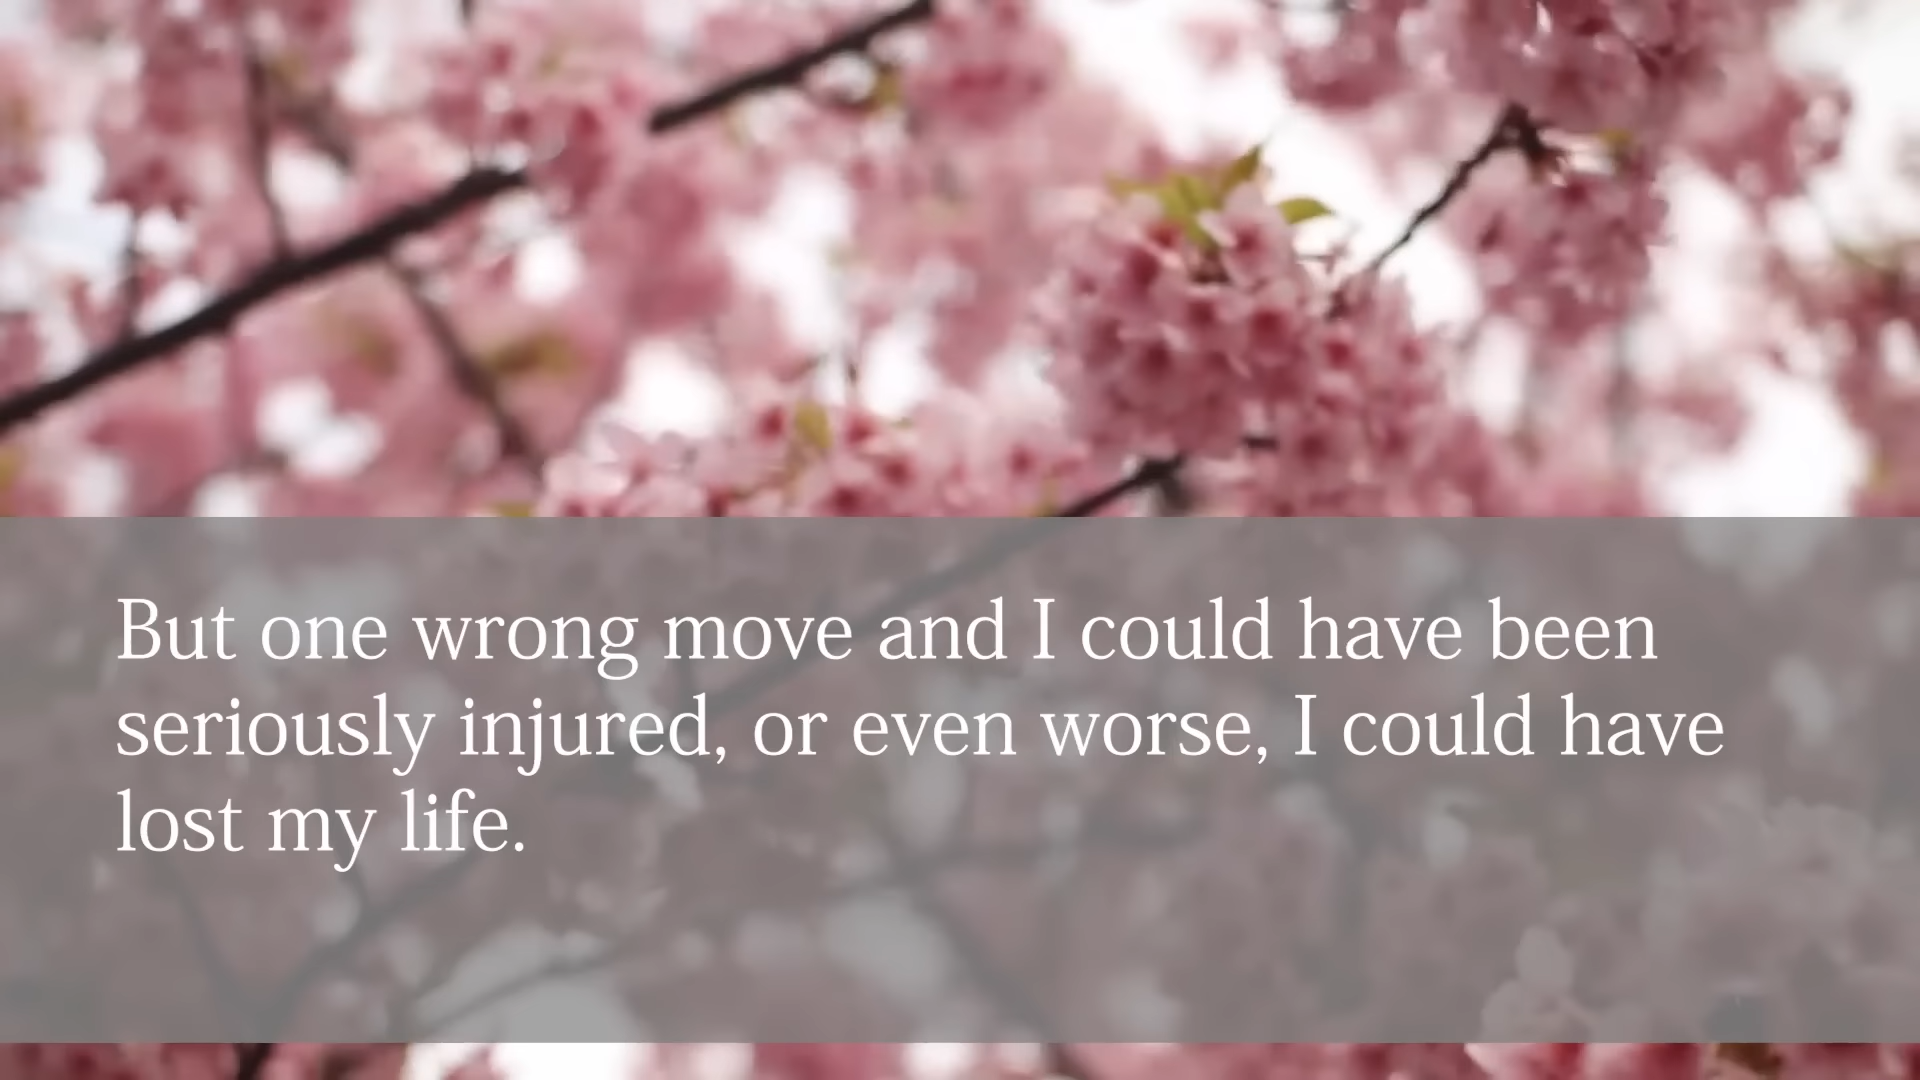 But one wrong move and I could have been
seriously injured, or even worse, I could have
lost my life.